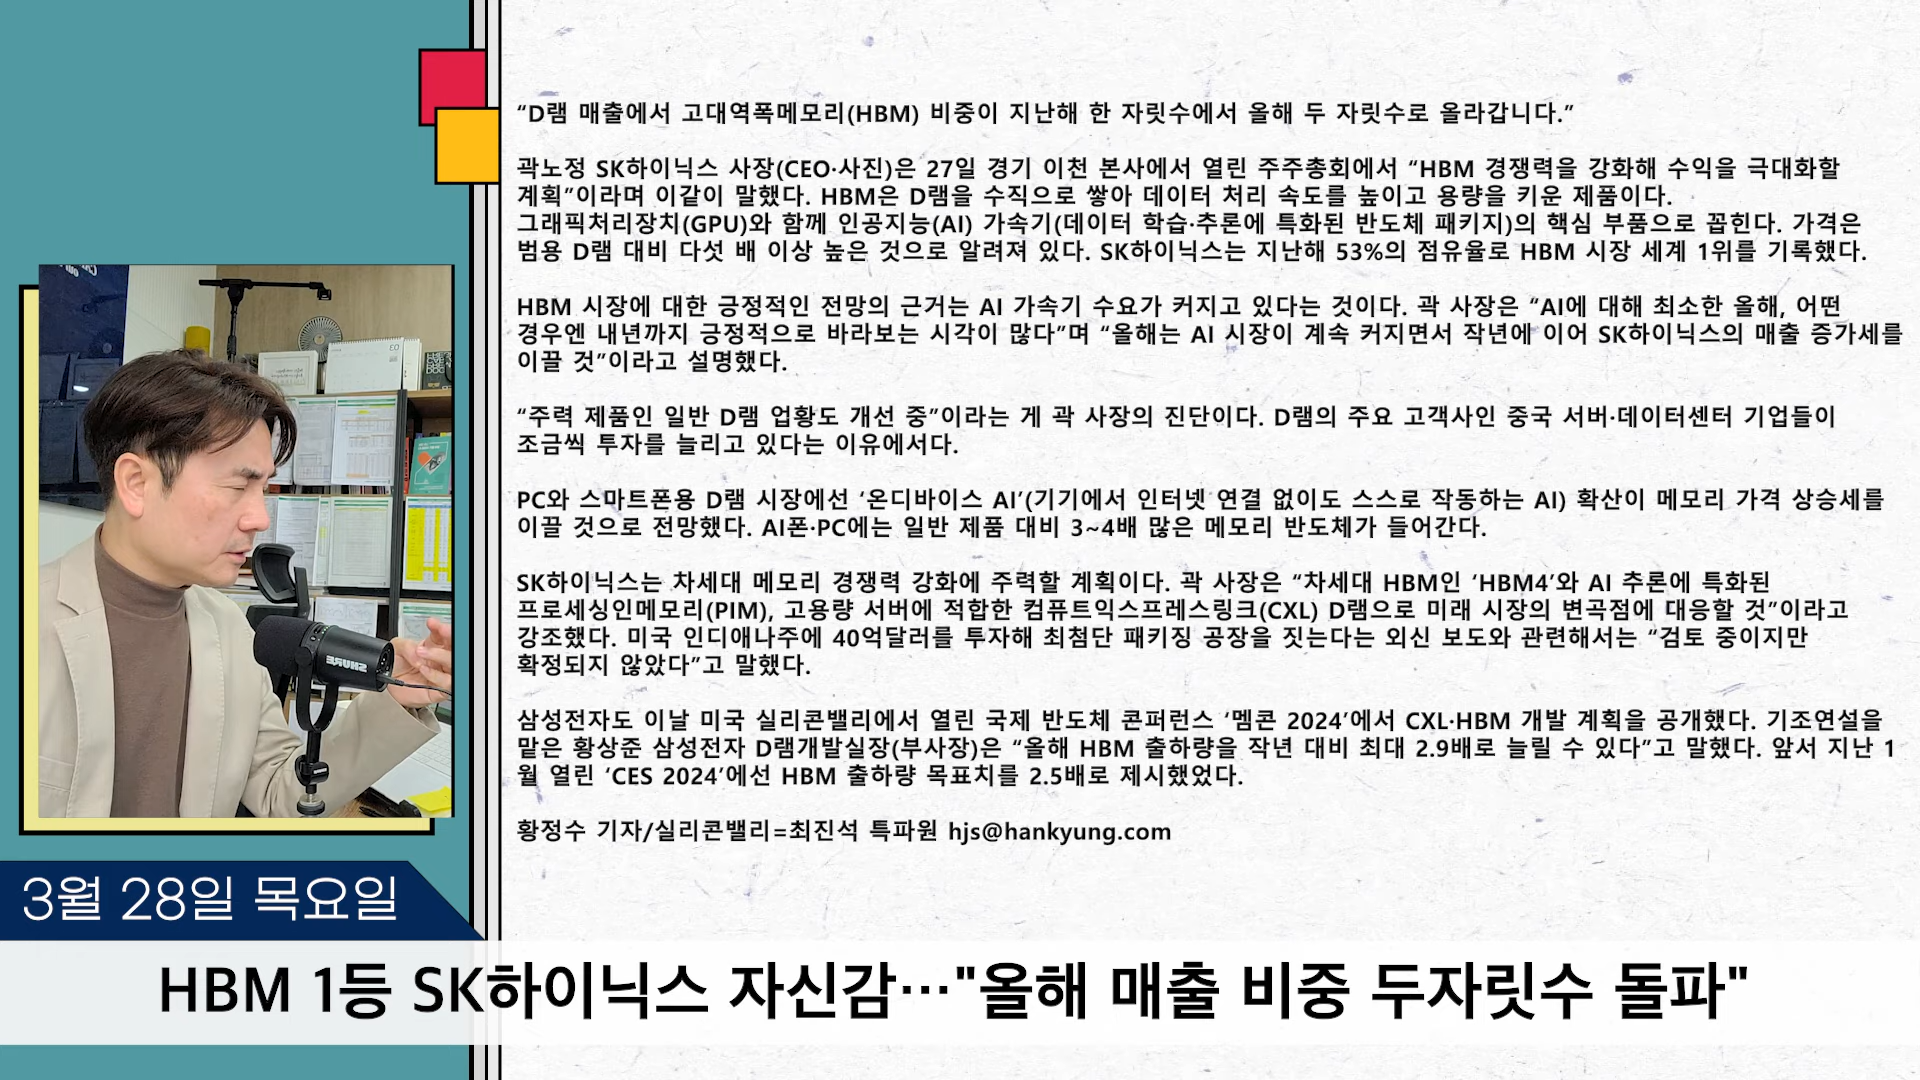 “D램 매출에서 고대역폭메모리(HBM) 비중이 지난해 한 자릿수에서 올해 두 자릿수로 올라갑니다.”
곽노정 SK하이닉스 사장(CEO·사진)은 27일 경기 이천 본사에서 열린 주주총회에서 “HBM 경쟁력을 강화해 수익을 극대화할
계획”이라며 이같이 말했다. HBM은 D램을 수직으로 쌓아 데이터 처리 속도를 높이고 용량을 키운 제품이다.
그래픽처리장치(GPU)와 함께 인공지능(AI) 가속기(데이터 학습·추론에 특화된 반도체 패키지)의 핵심 부품으로 꼽힌다. 가격은
범용 D램 대비 다섯 배 이상 높은 것으로 알려져 있다. SK하이닉스는 지난해 53%의 점유율로 HBM 시장 세계 1위를 기록했다.
HBM 시장에 대한 긍정적인 전망의 근거는 AI 가속기 수요가 커지고 있다는 것이다. 곽 사장은 “AI에 대해 최소한 올해, 어떤
경우엔 내년까지 긍정적으로 바라보는 시각이 많다”며 “올해는 AI 시장이 계속 커지면서 작년에 이어 SK하이닉스의 매출 증가세를
이끌 것”이라고 설명했다.
“주력 제품인 일반 D램 업황도 개선 중”이라는 게 곽 사장의 진단이다. D램의 주요 고객사인 중국 서버·데이터센터 기업들이
조금씩 투자를 늘리고 있다는 이유에서다.
PC와 스마트폰용 D램 시장에선 ‘온디바이스 AI’(기기에서 인터넷 연결 없이도 스스로 작동하는 AI) 확산이 메모리 가격 상승세를
이끌 것으로 전망했다. AI폰·PC에는 일반 제품 대비 3~4배 많은 메모리 반도체가 들어간다.
SK하이닉스는 차세대 메모리 경쟁력 강화에 주력할 계획이다. 곽 사장은 “차세대 HBM인 ‘HBM4’와 AI 추론에 특화된
프로세싱인메모리(PIM), 고용량 서버에 적합한 컴퓨트익스프레스링크(CXL) D램으로 미래 시장의 변곡점에 대응할 것”이라고
강조했다. 미국 인디애나주에 40억달러를 투자해 최첨단 패키징 공장을 짓는다는 외신 보도와 관련해서는 “검토 중이지만
확정되지 않았다”고 말했다.
삼성전자도 이날 미국 실리콘밸리에서 열린 국제 반도체 콘퍼런스 ‘멤콘 2024’에서 CXL·HBM 개발 계획을 공개했다. 기조연설을
맡은 황상준 삼성전자 D램개발실장(부사장)은 “올해 HBM 출하량을 작년 대비 최대 2.9배로 늘릴 수 있다”고 말했다. 앞서 지난 1
월 열린 ‘CES 2024’에선 HBM 출하량 목표치를 2.5배로 제시했었다.
황정수 기자/실리콘밸리=최진석 특파원 hjs@hankyung.com
SHURE
3월 28일 목요일
HBM 1등 SK하이닉스 자신감…"올해 매출 비중 두자릿수 돌파"